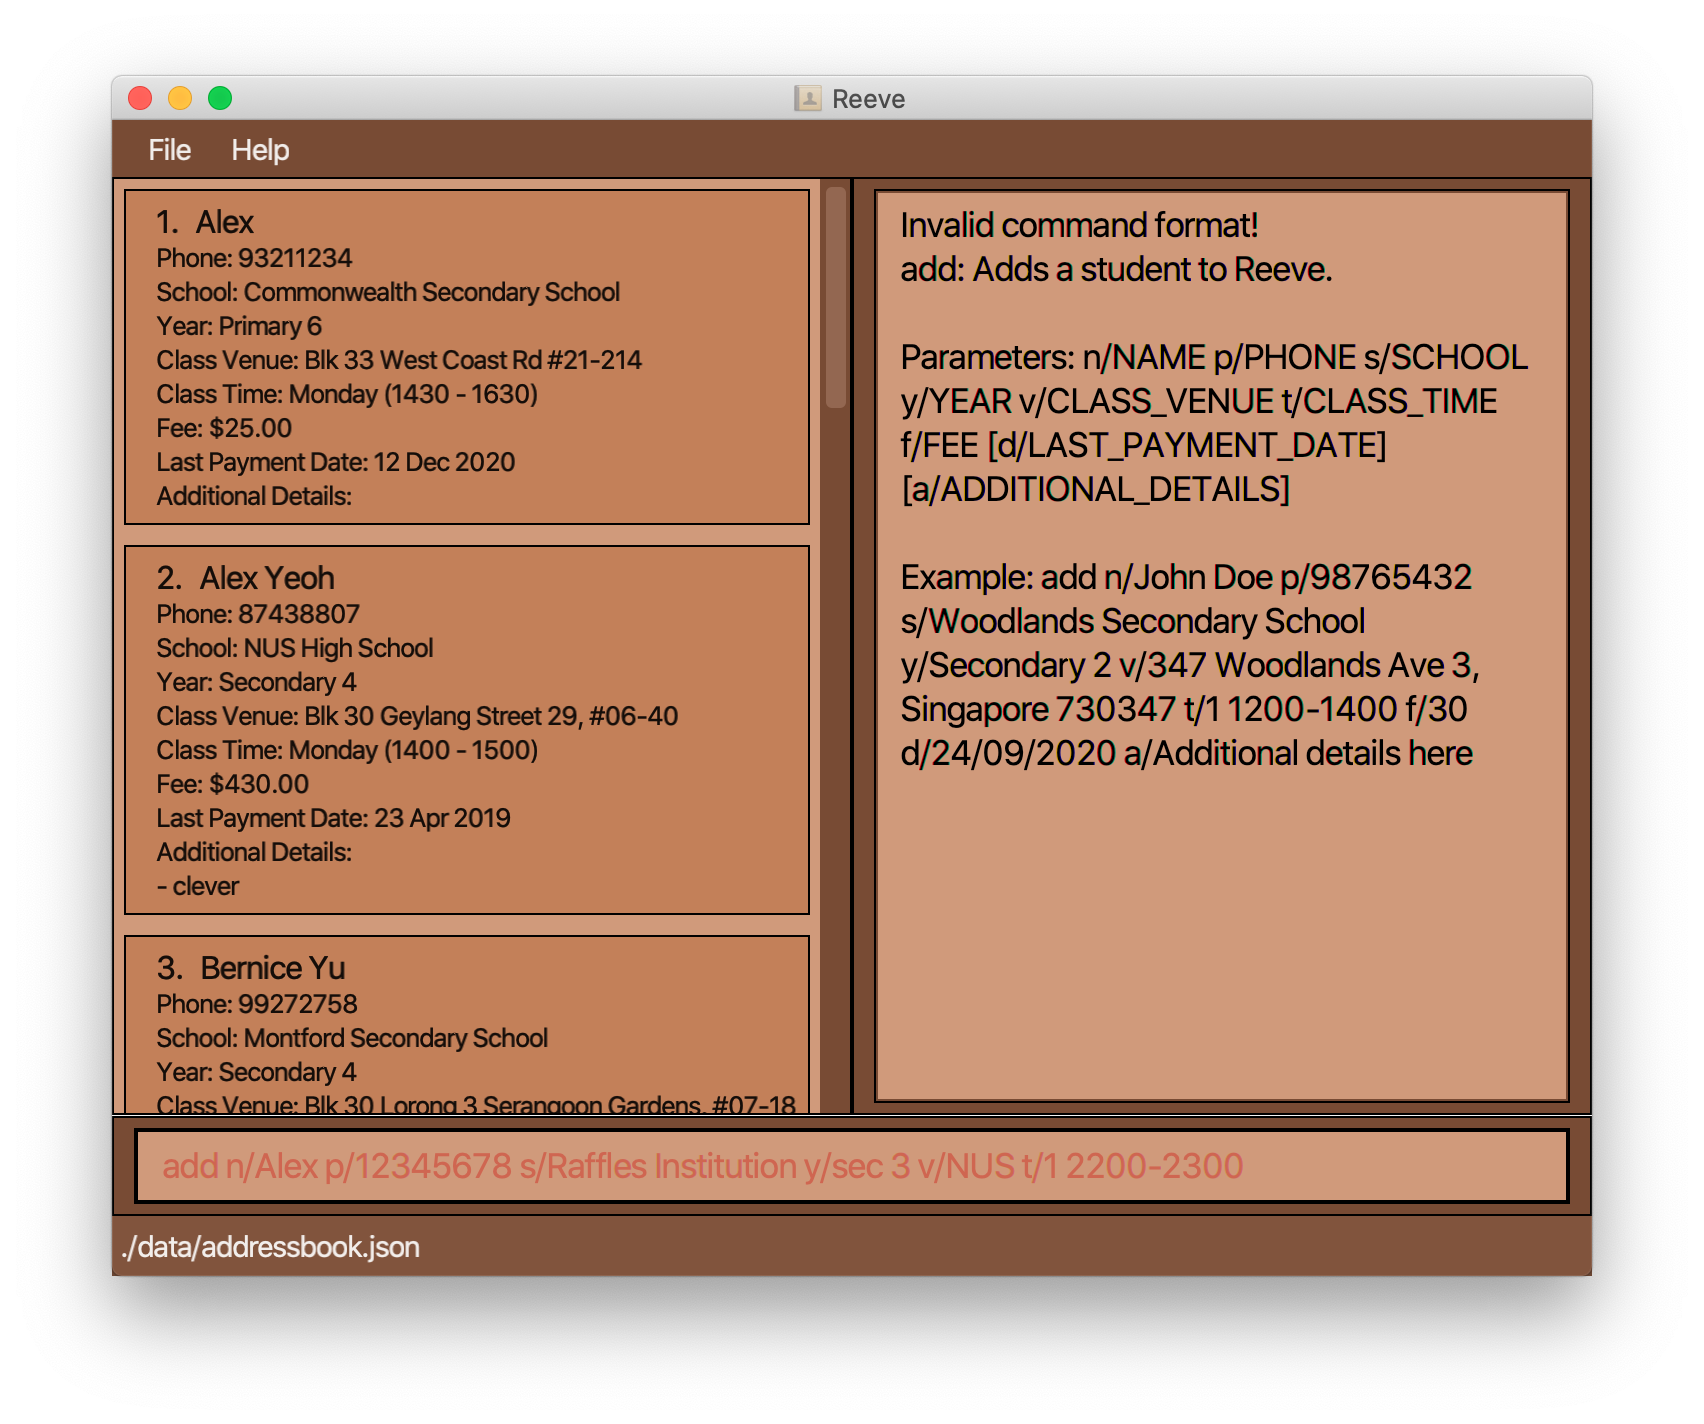 Reeve
File Help
1. Alex
Phone: 93211234
School: Commonwealth Secondary School
Year: Primary 6
Class Venue: Blk 33 West Coast Rd #21-214
Class Time: Monday (1430 - 1630)
Fee: $25.00
Last Payment Date: 12 Dec 2020
Additional Details:
2. Alex Yeoh
Phone: 87438807
School: NUS High School
Year: Secondary 4
Class Venue: Blk 30 Geylang Street 29, #06-40
Class Time: Monday (1400 - 1500)
Fee: $430.00
Last Payment Date: 23 Apr 2019
Additional Details:
- clever
3. Bernice Yu
Phone: 99272758
School: Montford Secondary School
Year: Secondary 4
Class Venue: Blk 30 Lorong 3 Serangoon Gardens, #07-18
Invalid command format!
add: Adds a student to Reeve.
Parameters: n/NAME p/PHONE s/SCHOOL
y/YEAR v/CLASS_VENUE t/CLASS_TIME
f/FEE [d/LAST_PAYMENT_DATE]
[a/ADDITIONAL_DETAILS]
Example: add n/John Doe p/98765432
s/Woodlands Secondary School
y/Secondary 2 v/347 Woodlands Ave 3,
Singapore 730347 t/1 1200-1400 f/30
d/24/09/2020 a/Additional details here
add n/Alex p/12345678 s/Raffles Institution y/sec 3 v/NUS t/1 2200-2300
./data/addressbook.json